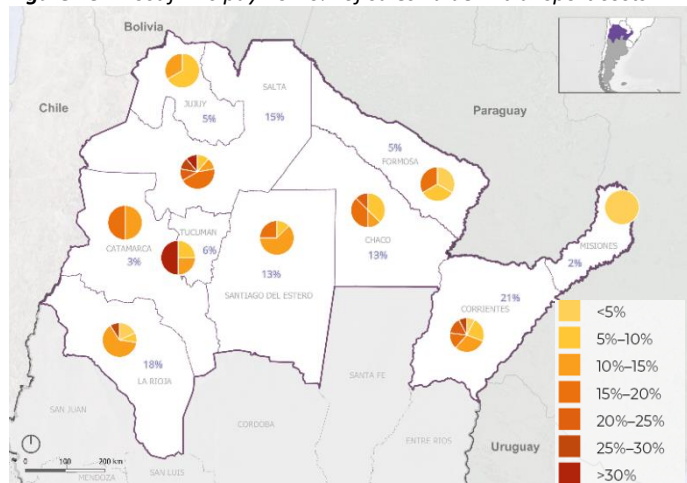 Bolivia
Chile
JUJUY
5%
SALTA
15%
Paraguay
5%
FORMOSA
CATAMARCA
3%
TUCUMAN
6%
13%
SANTIAGO DEL ESTERO
CHACO
13%
MISIONES
2%
21%
CORRIENTES
18%
LA RIOJA
SANTA FE
SAN JUAN
CORDOBA
ENTRE RIOS
Uruguay
0 100 200 km
MENDOZA
SAN LUIS
<5%
5%–10%
10%–15%
15%–20%
20%–25%
25%–30%
>30%